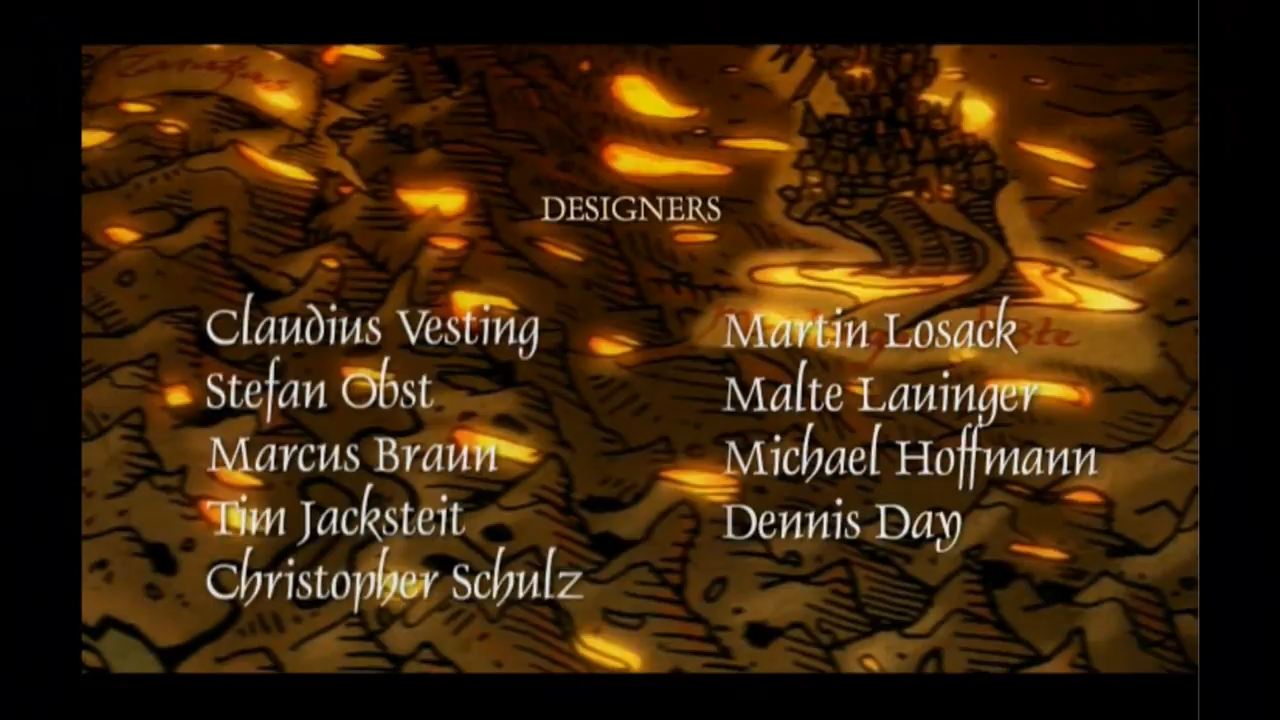 DESIGNERS
Claudius Vesting
Stefan Obst
Marcus Braun
Tim Jacksteit
Christopher Schulz
Martin Losack
Malte Lauinger
Michael Hoffmann
Dennis Day